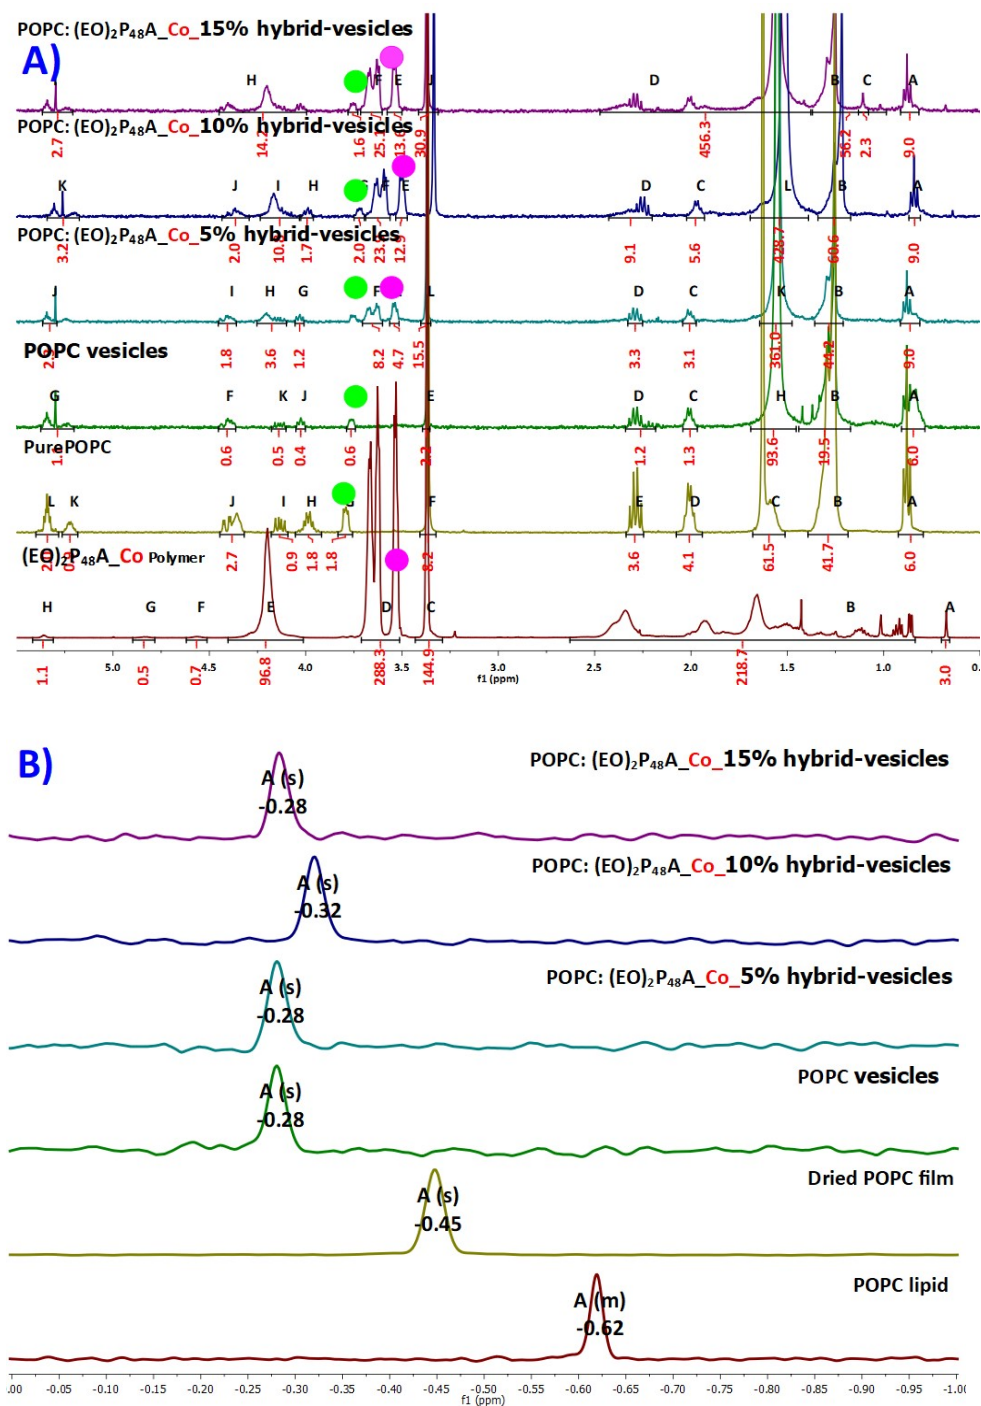 POPC: (EO)₂P₄₈A_Co_15% hybrid-vesicles
A)
H F E J D B C A
2.7 14.2 1.6 25.1 13.6 30.9 456.3 56.2 2.3 9.0
POPC: (EO)₂P₄₈A_Co_10% hybrid-vesicles
K J I H F E D C L B A
3.2 2.0 1.7 2.0 12.9 9.1 5.6 428.7 60.6 9.0
POPC: (EO)₂P₄₈A_Co_5% hybrid-vesicles
J I H G F L D C K B A
1.8 3.6 1.2 8.2 4.7 15.5 3.3 3.1 361.0 44.2 9.0
POPC vesicles
G F K J E D C H B A
0.6 0.5 0.4 0.6 1.2 1.3 93.6 19.5 6.0
PurePOPC
L K J I H G F E D C B A
2.7 0.9 1.8 1.8 8.2 3.6 4.1 61.5 41.7 6.0
(EO)₂P₄₈A_Co Polymer
H G F E D C B A
5.0 4.5 4.0 3.5 3.0 2.5 2.0 1.5 1.0
1.1 0.5 0.7 96.8 288.3 144.9 218.7 3.0
f1 (ppm)
B)
POPC: (EO)₂P₄₈A_Co_15% hybrid-vesicles
A (s)
-0.28
POPC: (EO)₂P₄₈A_Co_10% hybrid-vesicles
A (s)
-0.32
POPC: (EO)₂P₄₈A_Co_5% hybrid-vesicles
A (s)
-0.28
POPC vesicles
A (s)
-0.28
Dried POPC film
A (s)
-0.45
POPC lipid
A (m)
-0.62
.00 -0.05 -0.10 -0.15 -0.20 -0.25 -0.30 -0.35 -0.40 -0.45 -0.50 -0.55 -0.60 -0.65 -0.70 -0.75 -0.80 -0.85 -0.90 -0.95 -1.0
f1 (ppm)